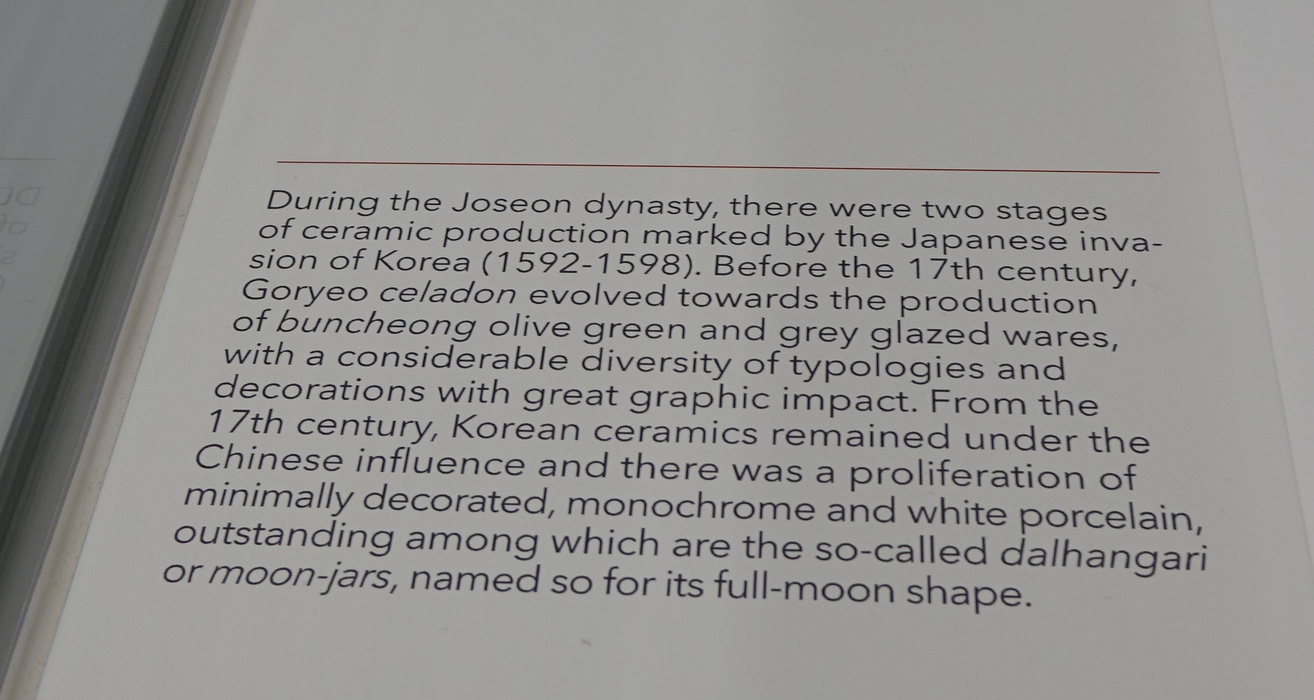 During the Joseon dynasty, there were two stages
of ceramic production marked by the Japanese inva-
sion of Korea (1592-1598). Before the 17th century,
Goryeo celadon evolved towards the production
of buncheong olive green and grey glazed wares,
with a considerable diversity of typologies and
decorations with great graphic impact. From the
17th century, Korean ceramics remained under the
Chinese influence and there was a proliferation of
minimally decorated, monochrome and white porcelain,
outstanding among which are the so-called dalhangari
or moon-jars, named so for its full-moon shape.